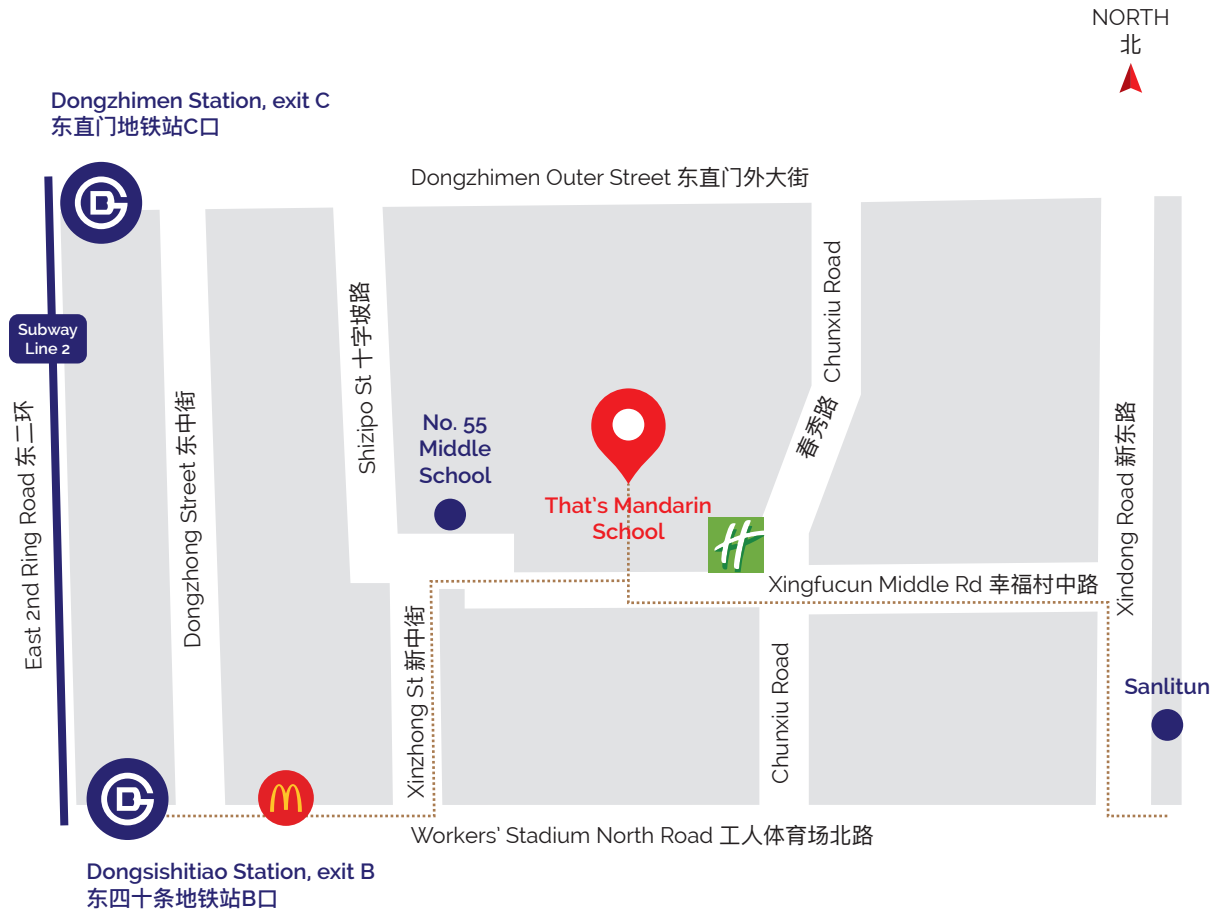 NORTH
北
Dongzhimen Station, exit C
东直门地铁站C口
Dongzhimen Outer Street 东直门外大街
Subway
Line 2
East 2nd Ring Road 东二环
Dongzhong Street 东中街
Shizipo St 十字坡路
No. 55
Middle
School
That's Mandarin
School
H
春秀路 Chunxiu Road
Xindong Road 新东路
Xingfucun Middle Rd 幸福村中路
Xinzhong St 新中街
Chunxiu Road
Sanlitun
Workers' Stadium North Road 工人体育场北路
Dongsishitiao Station, exit B
东四十条地铁站B口